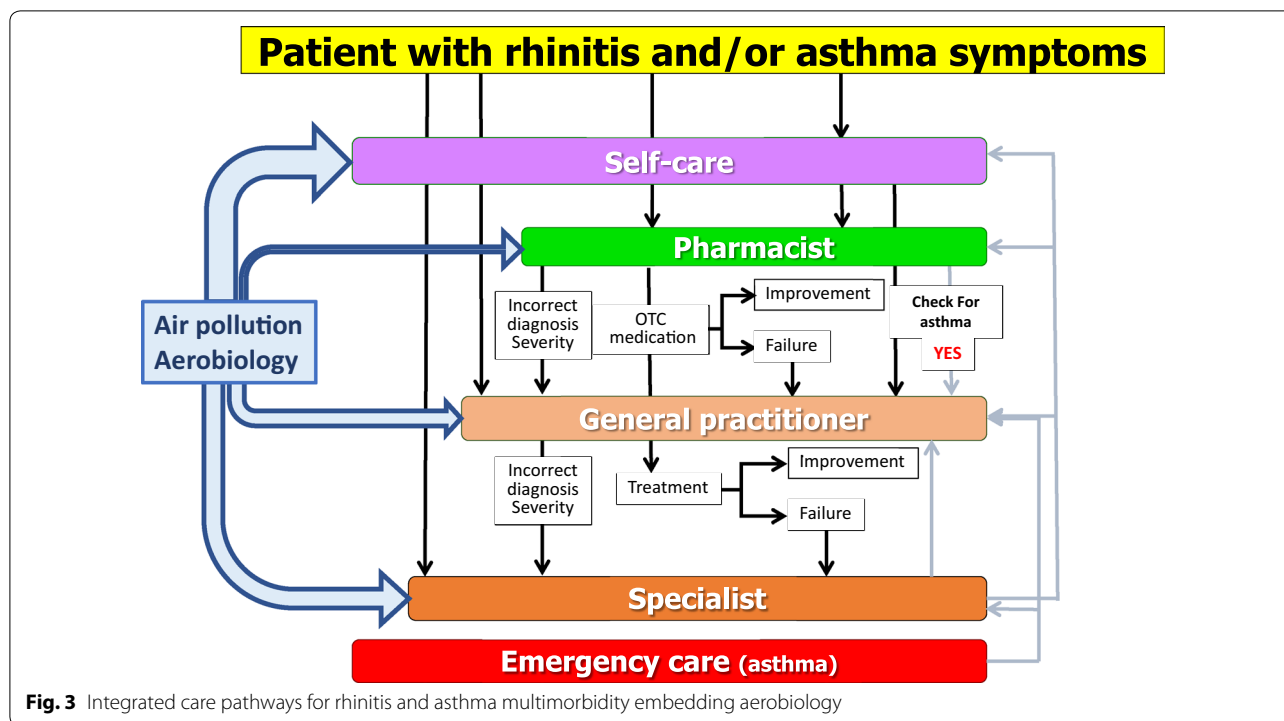 Patient with rhinitis and/or asthma symptoms
Self-care
Pharmacist
Air pollution
Aerobiology
Incorrect
diagnosis
Severity
OTC
medication
Improvement
Failure
Check For
asthma
YES
General practitioner
Incorrect
diagnosis
Severity
Treatment
Improvement
Failure
Specialist
Emergency care (asthma)
Fig. 3 Integrated care pathways for rhinitis and asthma multimorbidity embedding aerobiology